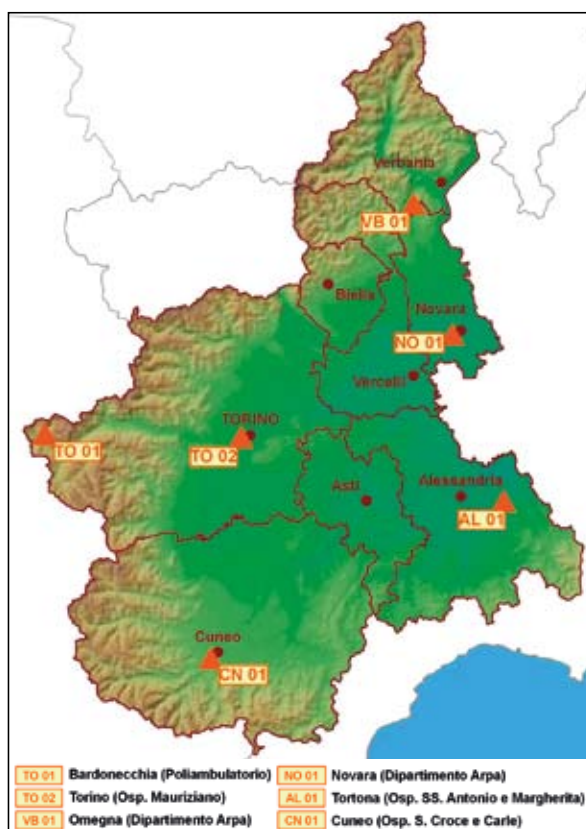 Verbania
VB 01
Biella
Novara
NO 01
Vercelli
TORINO
TO 01
TO 02
Asti
Alessandria
AL 01
Cuneo
CN 01
TO 01 Bardonecchia (Poliambulatorio)
NO 01 Novara (Dipartimento Arpa)
TO 02 Torino (Osp. Mauriziano)
AL 01 Tortona (Osp. SS. Antonio e Margherita)
VB 01 Omegna (Dipartimento Arpa)
CN 01 Cuneo (Osp. S. Croce e Carle)